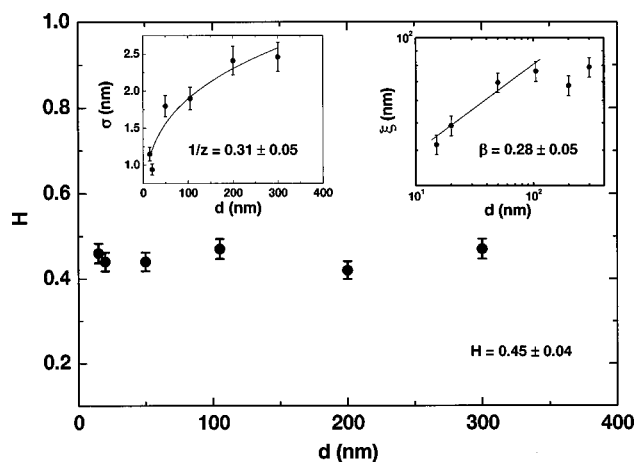 1.0
0.8
0.6
0.4
0.2
H
0
100
200
300
400
d (nm)
H = 0.45 ± 0.04
2.5
2.0
1.5
1.0
σ (nm)
0
100
200
300
400
d (nm)
1/z = 0.31 ± 0.05
10²
ξ (nm)
10¹
10²
d (nm)
β = 0.28 ± 0.05